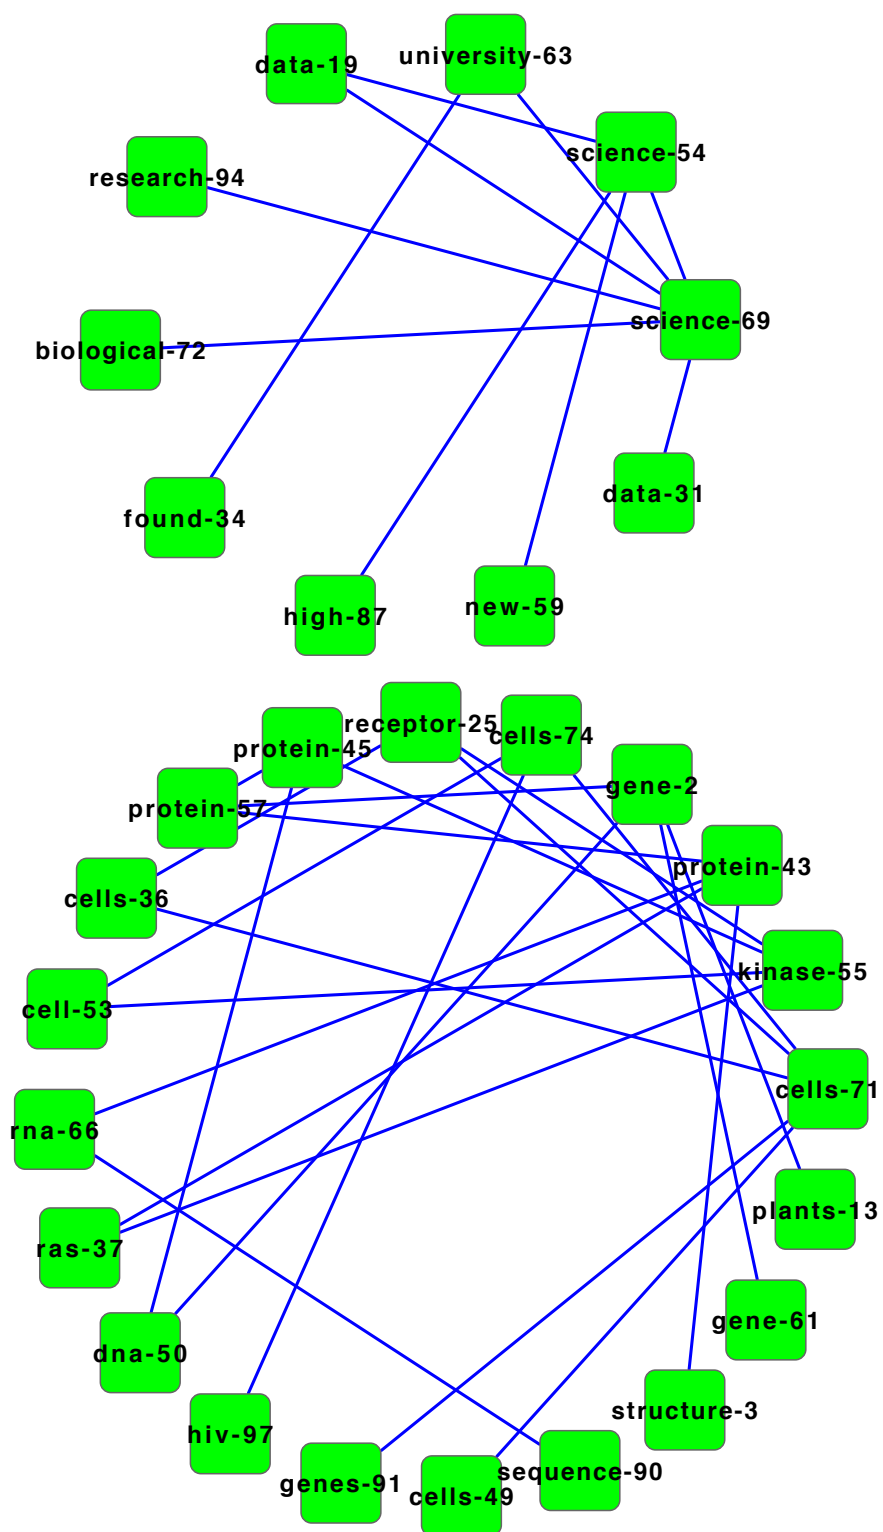 university-63
data-19
science-54
research-94
science-69
biological-72
data-31
found-34
new-59
high-87
receptor-25
cells-74
protein-45
gene-2
protein-57
protein-43
cells-36
kinase-55
cell-53
cells-71
rna-66
plants-13
ras-37
gene-61
dna-50
structure-3
hiv-97
sequence-90
genes-91
cells-49